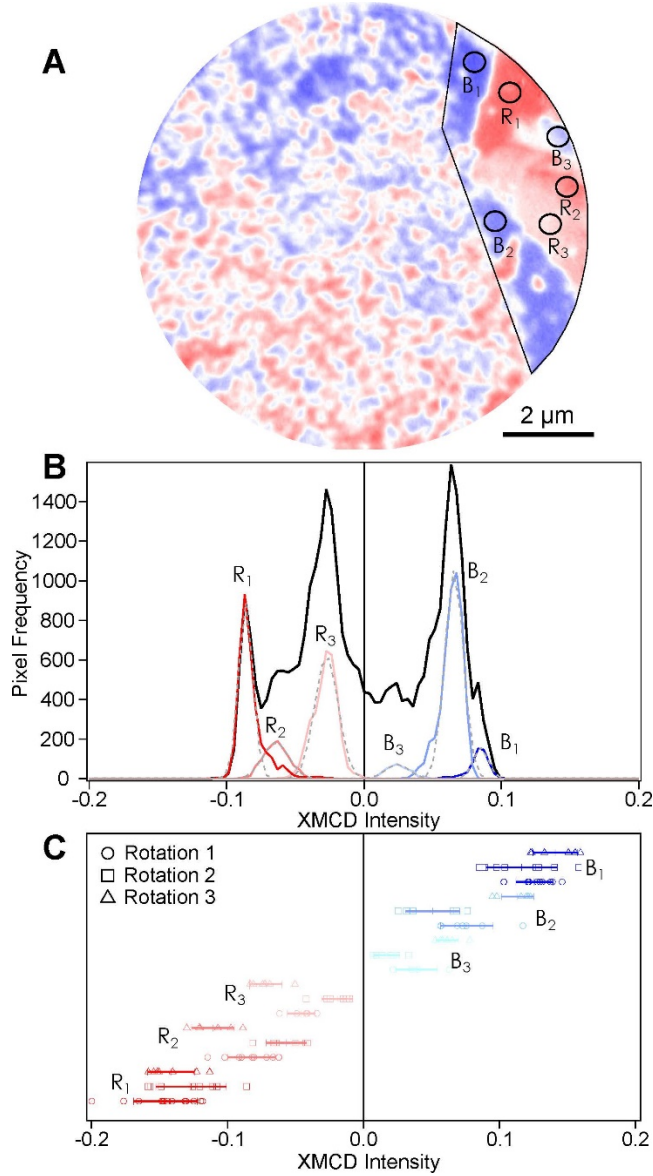 A
B1
R1
B3
R2
B2
R3
2 µm
B
1400
1200
1000
800
600
400
200
0
Pixel Frequency
R1
R2
R3
B2
B3
B1
-0.2 -0.1 0.0 0.1 0.2
XMCD Intensity
C
Rotation 1
Rotation 2
Rotation 3
B1
B2
B3
R3
R2
R1
-0.2 -0.1 0.0 0.1 0.2
XMCD Intensity